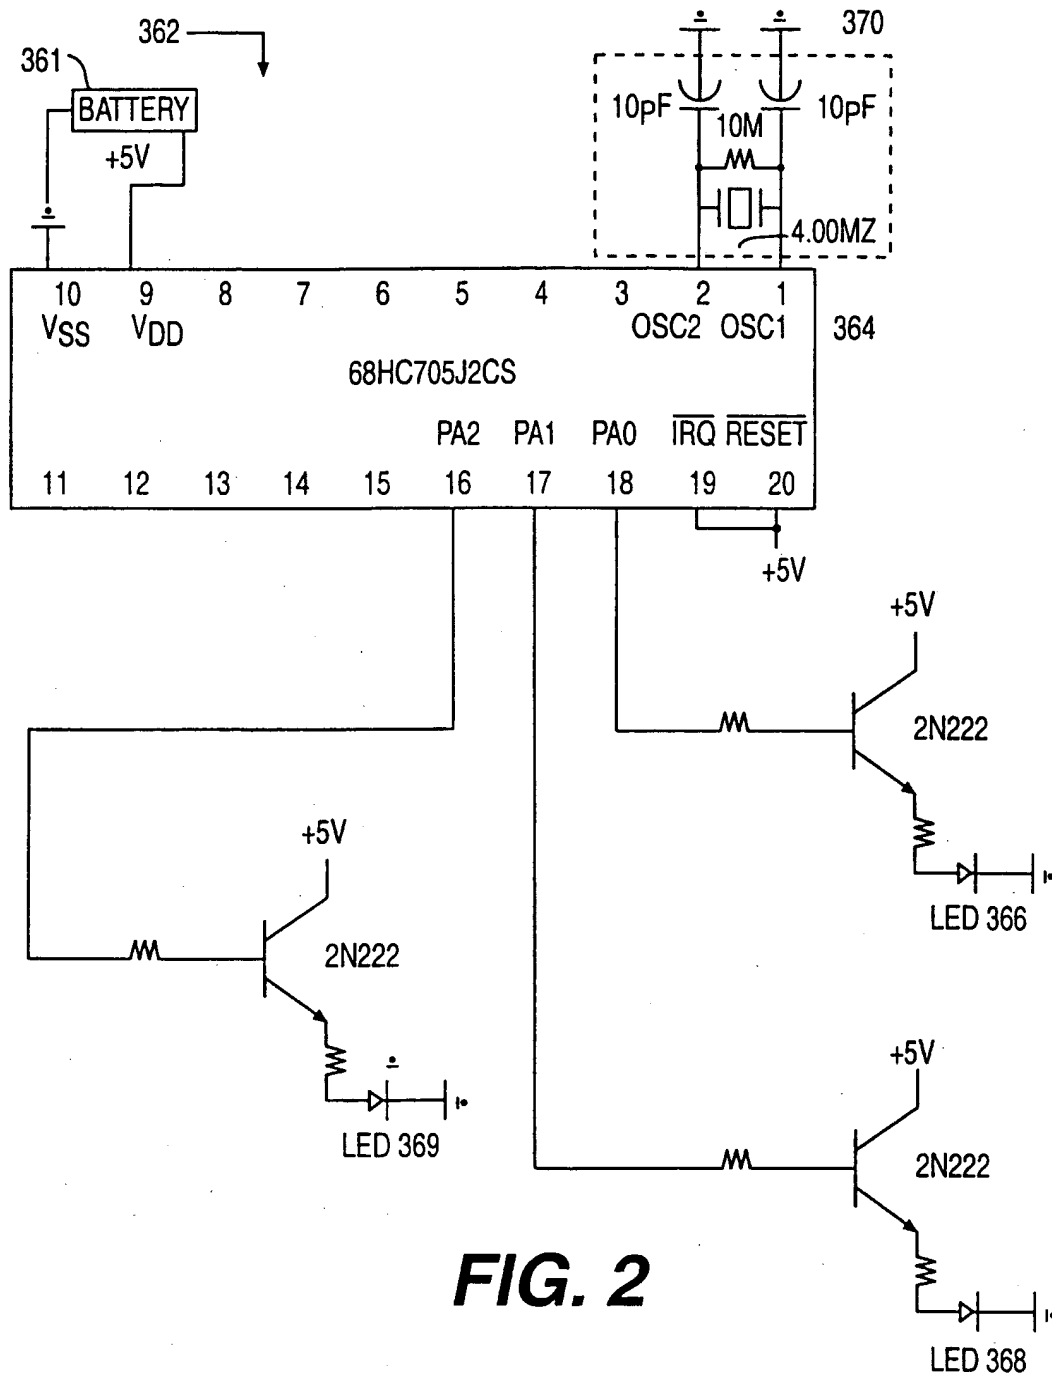 362
370
361
BATTERY
+5V
10pF
10M
10pF
4.00MZ
10 9 8 7 6 5 4 3 2 1
VSS VDD OSC2 OSC1
364
68HC705J2CS
PA2 PA1 PA0 IRQ RESET
11 12 13 14 15 16 17 18 19 20
+5V
+5V
2N222
LED 366
+5V
2N222
LED 369
+5V
2N222
LED 368
FIG. 2